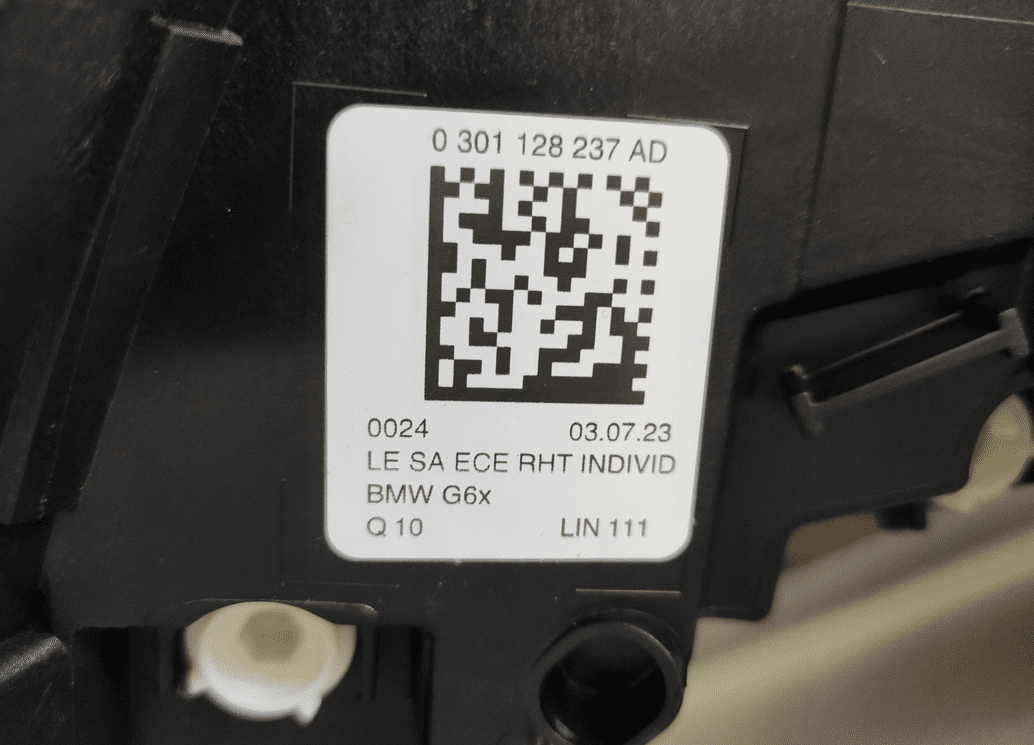 0 301 128 237 AD
0024 03.07.23
LE SA ECE RHT INDIVID
BMW G6x
Q 10 LIN 111